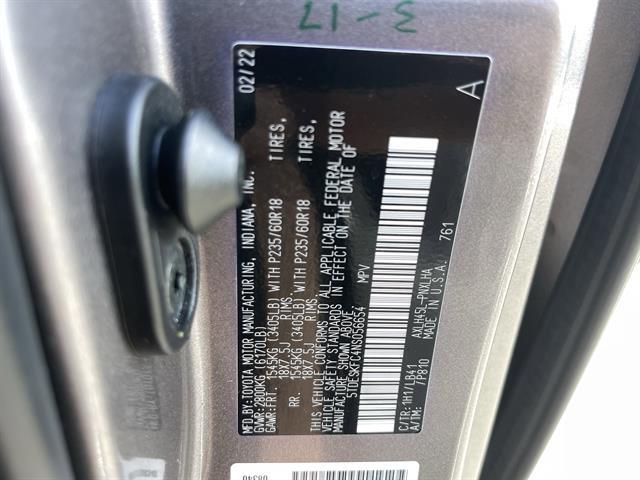 3-17
MFD.BY:TOYOTA MOTOR MANUFACTURING, INDIANA, INC. 02/22
GVWR:2800KG (6170LB)
GAWR:FRT. 1545KG (3405LB) WITH P235/60R18 TIRES,
18X7.5J RIMS,
RR. 1545KG (3405LB) WITH P235/60R18 TIRES,
18X7.5J RIMS.
THIS VEHICLE CONFORMS TO ALL APPLICABLE FEDERAL MOTOR
VEHICLE SAFETY STANDARDS IN EFFECT ON THE DATE OF
MANUFACTURE SHOWN ABOVE.
5TDESKFC4NS056654 MPV A
C/TR:1H1/LB41 AXLH45L-PNXLHA
A/TM: /P810 MADE IN U.S.A. 761
08340